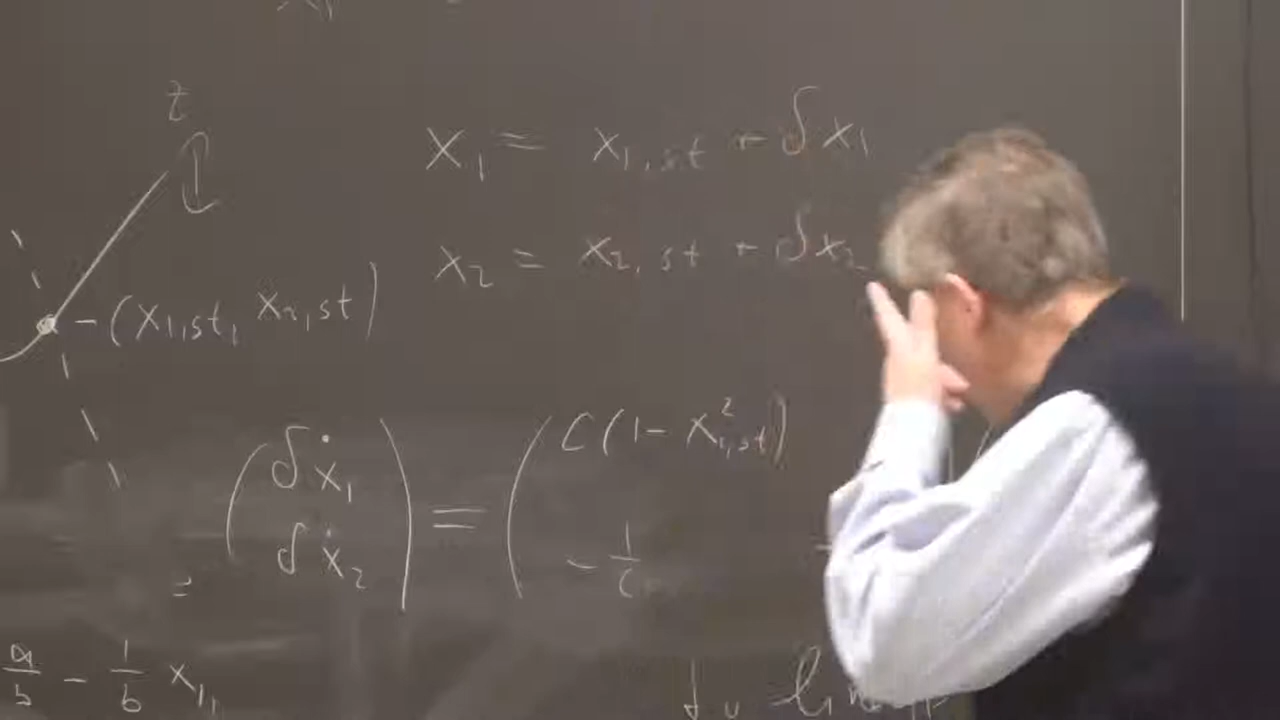 z
X₁ = x₁,st + δx₁
x₂ = x₂,st + δx₂
-(x₁,st, x₂,st)
(δẋ₁ = (C(1-x²₁,st)
δẋ₂) -1/C
=
a/b - 1/b x₁,